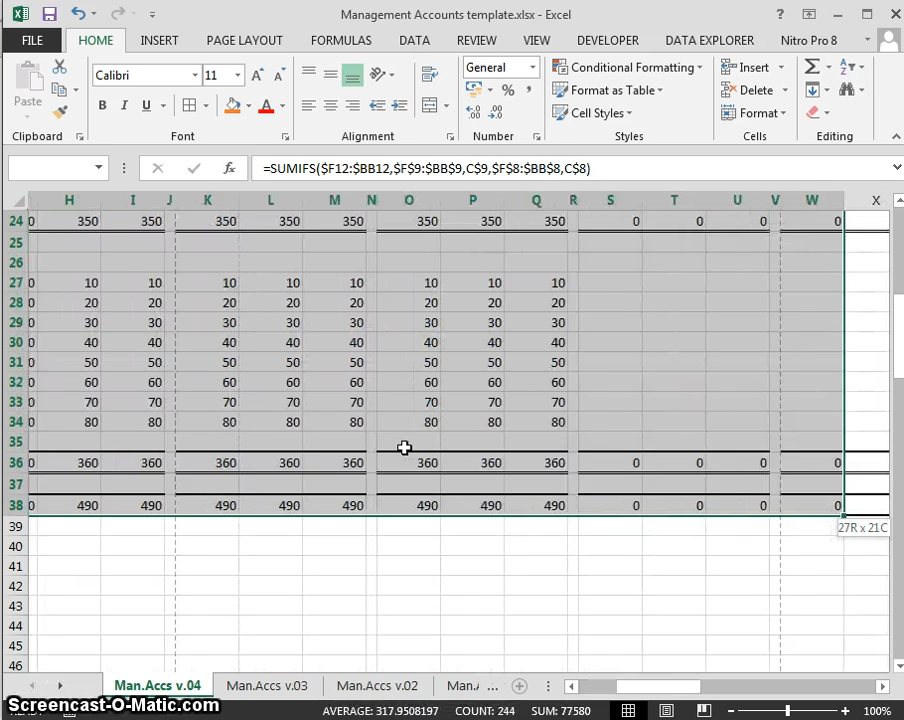 Management Accounts template.xlsx - Excel
?
FILE HOME INSERT PAGE LAYOUT FORMULAS DATA REVIEW VIEW DEVELOPER DATA EXPLORER Nitro Pro 8
Paste
Calibri 11
B I U A
General
% ,
Conditional Formatting
Format as Table
Cell Styles
Insert
Delete
Format
Clipboard Font Alignment Number Styles Cells Editing
fx =SUMIFS($F12:$BB12,$F$9:$BB$9,C$9,$F$8:$BB$8,C$8)
H I J K L M N O P Q R S T U V W X
24 0 350 350 350 350 350 350 350 350 0 0 0 0
25
26
27 0 10 10 10 10 10 10 10 10
28 0 20 20 20 20 20 20 20 20
29 0 30 30 30 30 30 30 30 30
30 0 40 40 40 40 40 40 40 40
31 0 50 50 50 50 50 50 50 50
32 0 60 60 60 60 60 60 60 60
33 0 70 70 70 70 70 70 70 70
34 0 80 80 80 80 80 80 80 80
35
36 0 360 360 360 360 360 360 360 360 0 0 0 0
37
38 0 490 490 490 490 490 490 490 490 0 0 0 0
27R x 21C
39
40
41
42
43
44
45
46
Man.Accs v.04 Man.Accs v.03 Man.Accs v.02 Man.A ...
Screencast-O-Matic.com
AVERAGE: 317.9508197 COUNT: 244 SUM: 77580 100%